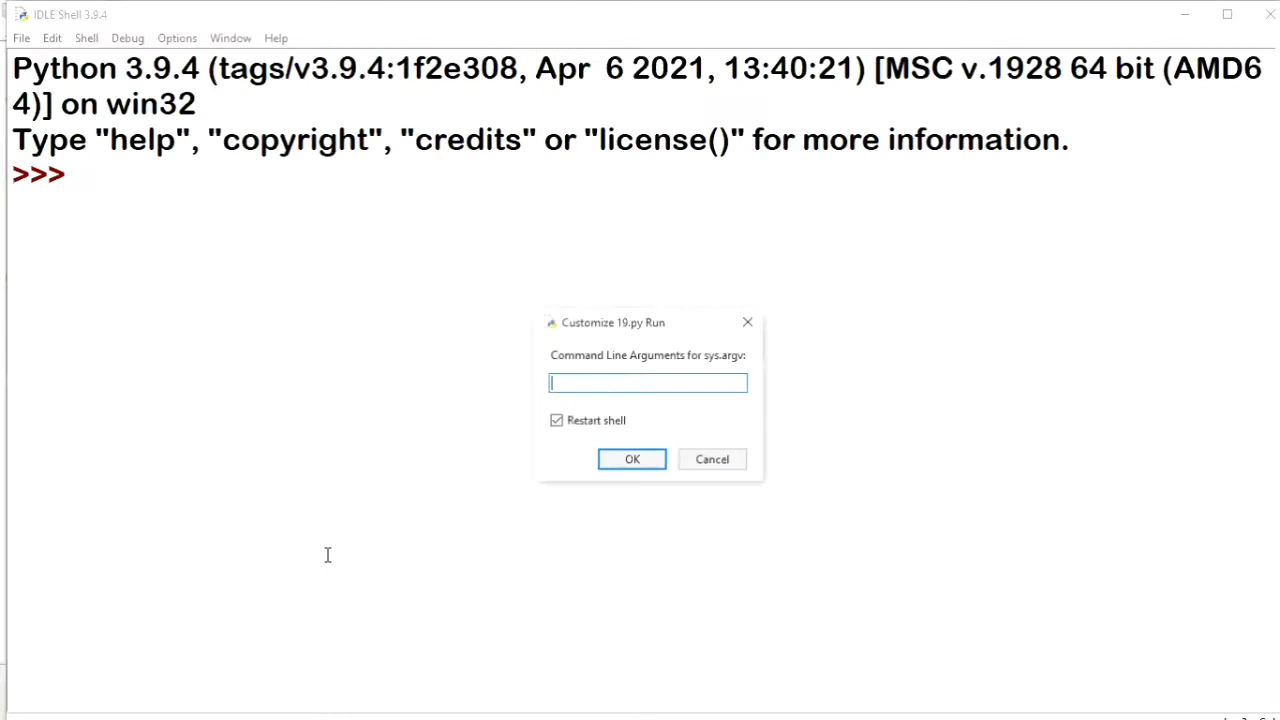 IDLE Shell 3.9.4
File Edit Shell Debug Options Window Help
Python 3.9.4 (tags/v3.9.4:1f2e308, Apr  6 2021, 13:40:21) [MSC v.1928 64 bit (AMD6
4)] on win32
Type "help", "copyright", "credits" or "license()" for more information.
>>>
Customize 19.py Run
Command Line Arguments for sys.argv:
Restart shell
OK Cancel